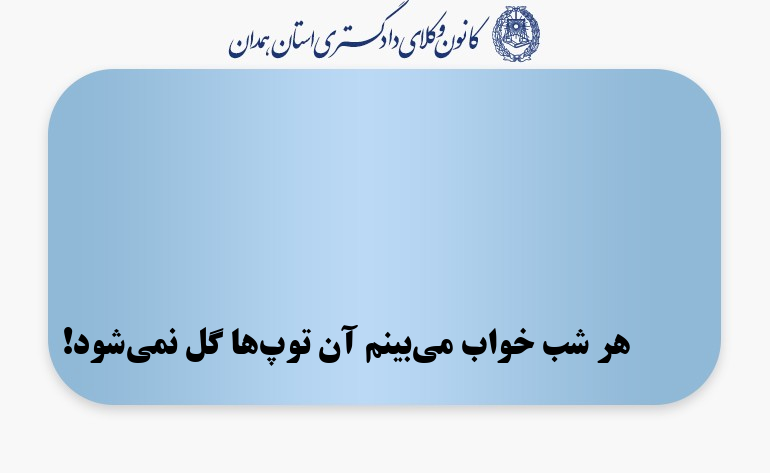 کانون وکلای دادگستری استان همدان
هر شب خواب می‌بینم آن توپ‌ها گل نمی‌شود!